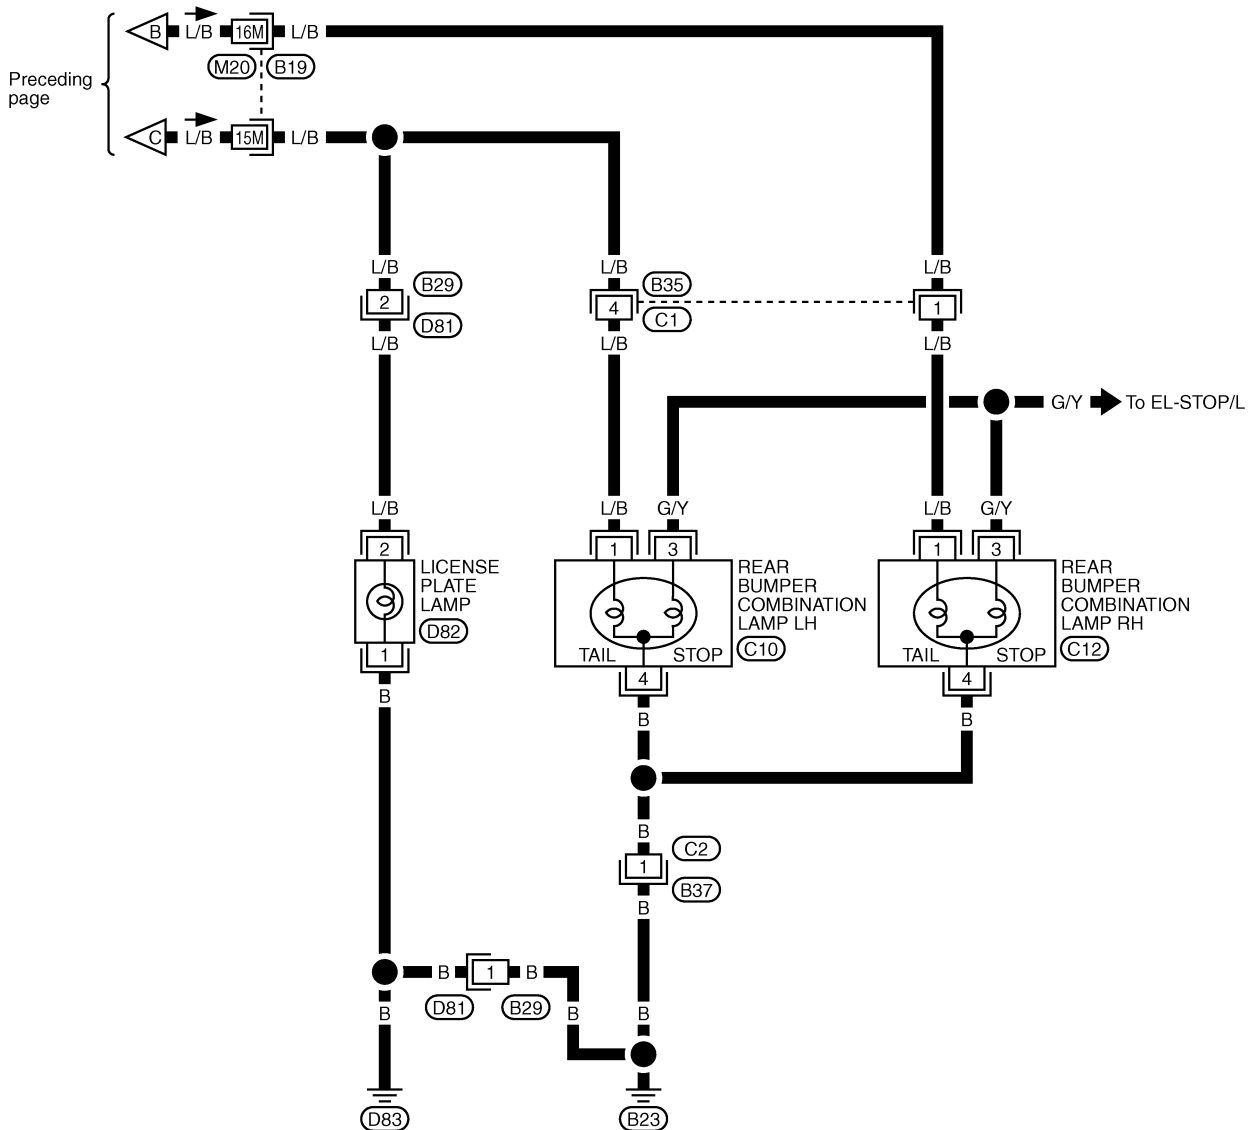 B L/B 16M L/B
M20 B19
Preceding
page
C L/B 15M L/B
L/B L/B L/B
B29 B35
2 4 1
D81 C1
L/B L/B L/B
G/Y To EL-STOP/L
L/B L/B G/Y L/B G/Y
2 1 3 1 3
LICENSE
PLATE
LAMP
D82
REAR
BUMPER
COMBINATION
LAMP LH
C10
REAR
BUMPER
COMBINATION
LAMP RH
C12
TAIL STOP TAIL STOP
1 4 4
B B B
B
C2
1
B37
B
B 1 B
D81 B29
B B B
D83 B23